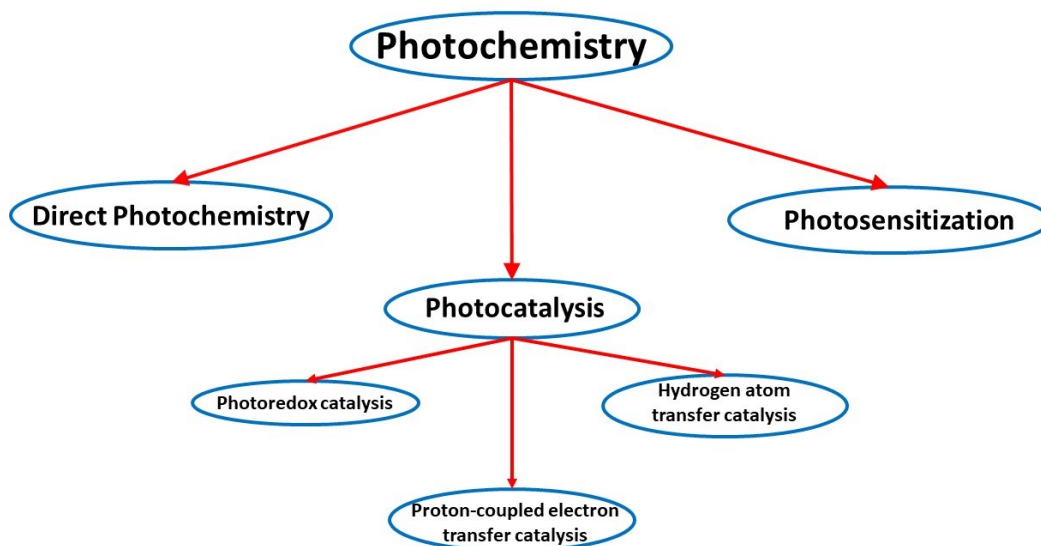 Photochemistry
Direct Photochemistry
Photosensitization
Photocatalysis
Photoredox catalysis
Hydrogen atom
transfer catalysis
Proton-coupled electron
transfer catalysis